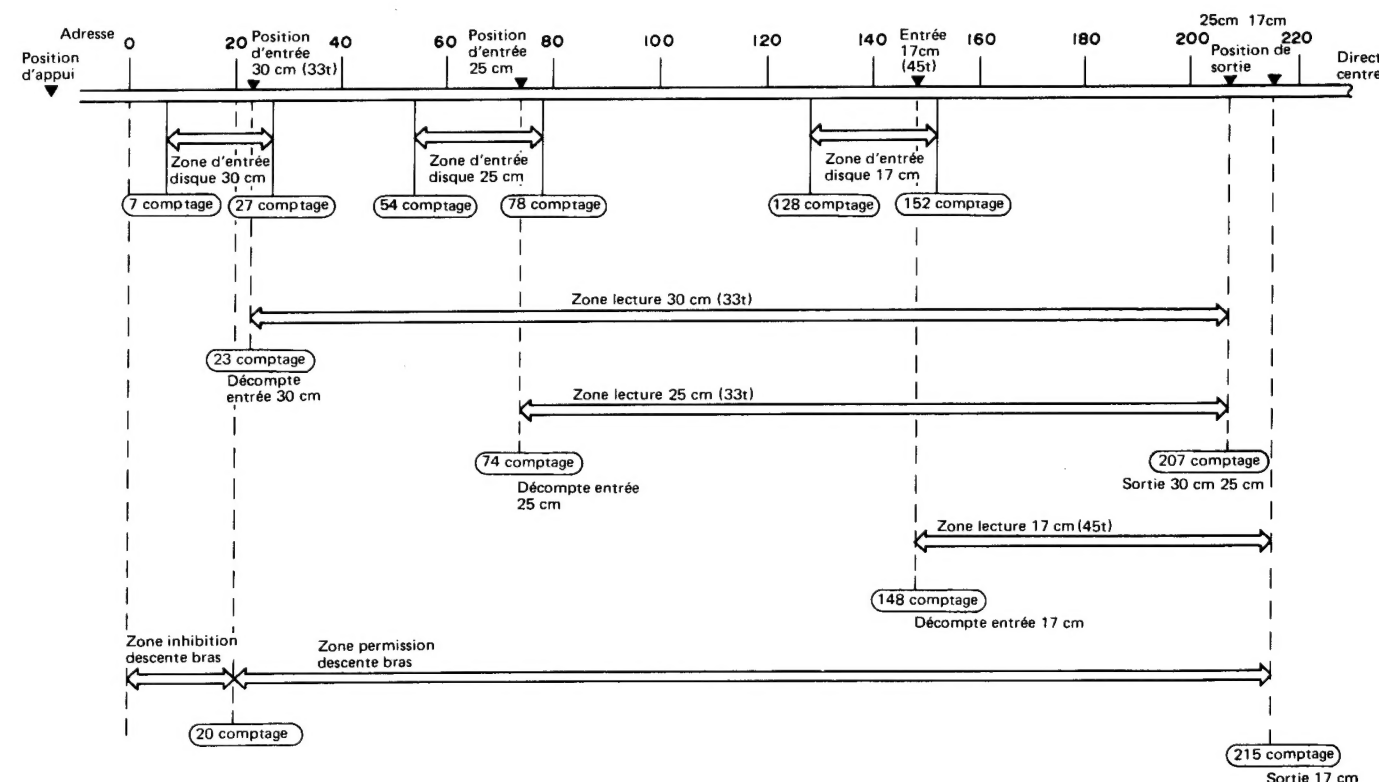 Adresse
0
20
Position
d'entrée
30 cm (33t)
40
60
Position
d'entrée
25 cm
80
100
120
140
Entrée
17cm
(45t)
160
180
200
25cm 17cm
Position de
sortie
220
Position
d'appui
Direct
centre
Zone d'entrée
disque 30 cm
Zone d'entrée
disque 25 cm
Zone d'entrée
disque 17 cm
7 comptage
27 comptage
54 comptage
78 comptage
128 comptage
152 comptage
Zone lecture 30 cm (33t)
23 comptage
Décompte
entrée 30 cm
Zone lecture 25 cm (33t)
74 comptage
Décompte entrée
25 cm
207 comptage
Sortie 30 cm 25 cm
Zone lecture 17 cm (45t)
148 comptage
Décompte entrée 17 cm
Zone inhibition
descente bras
Zone permission
descente bras
20 comptage
215 comptage
Sortie 17 cm